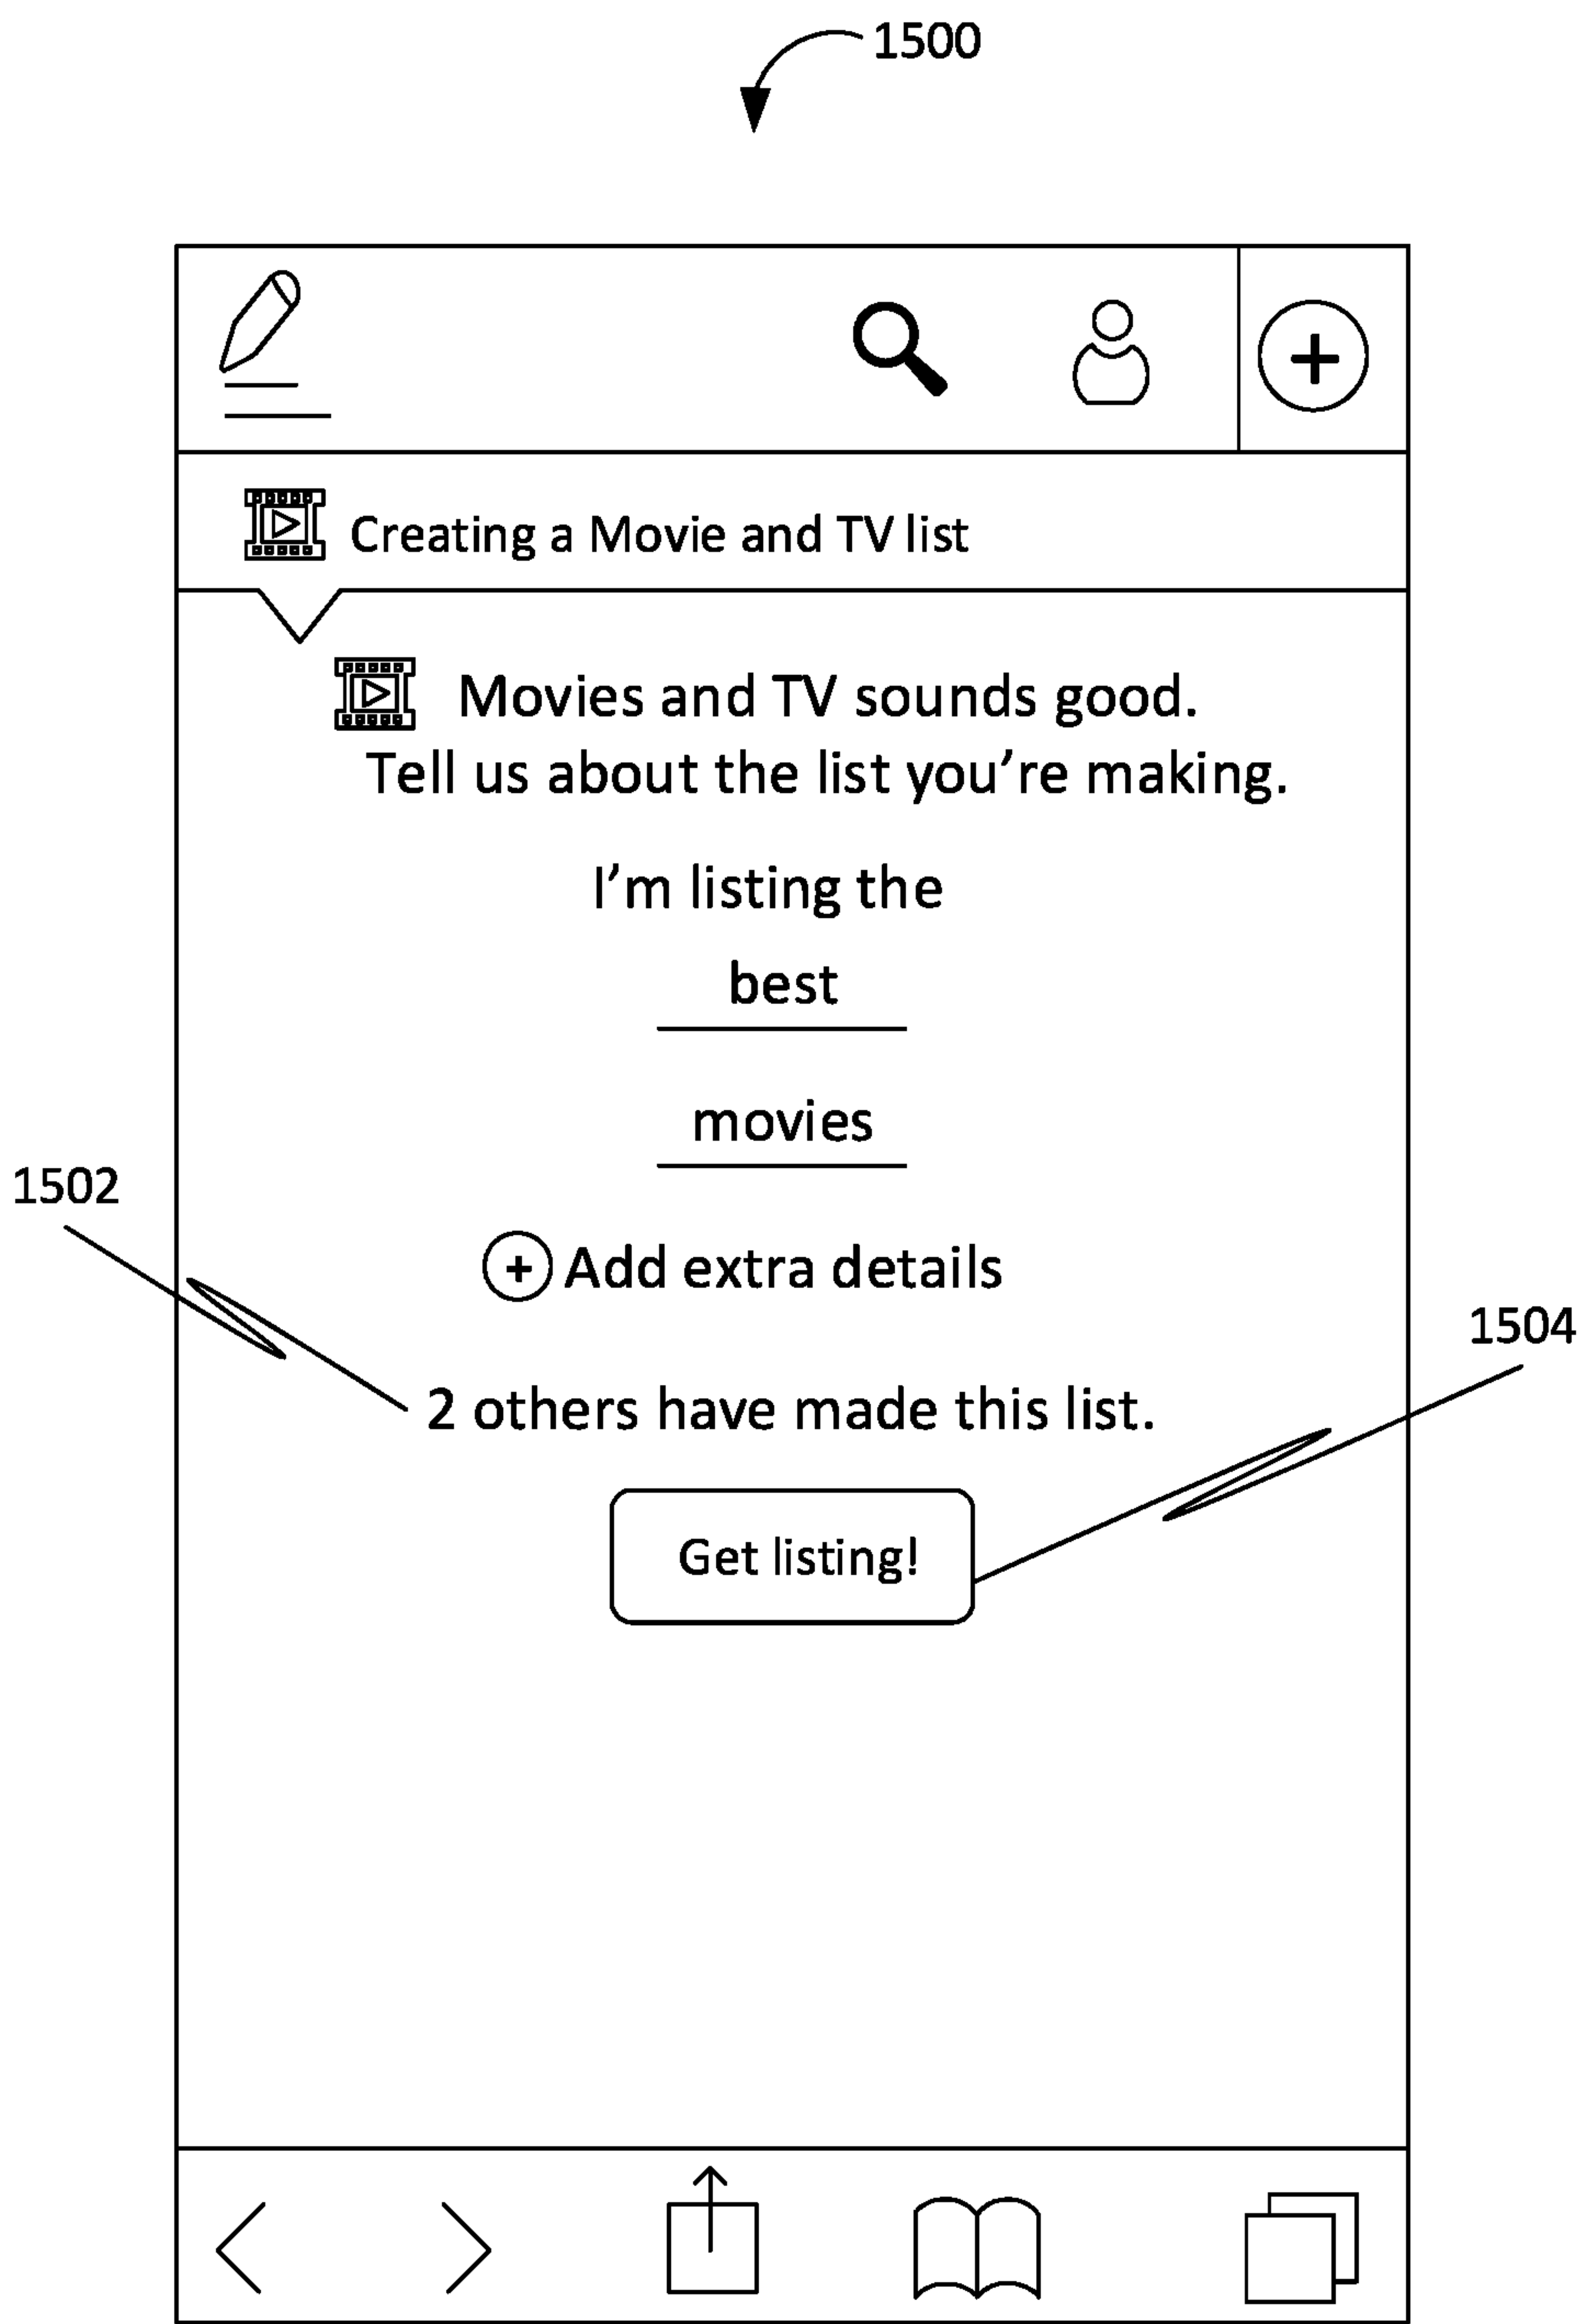 1500
Creating a Movie and TV list
Movies and TV sounds good.
Tell us about the list you're making.
I'm listing the
best
movies
1502
+ Add extra details
1504
2 others have made this list.
Get listing!